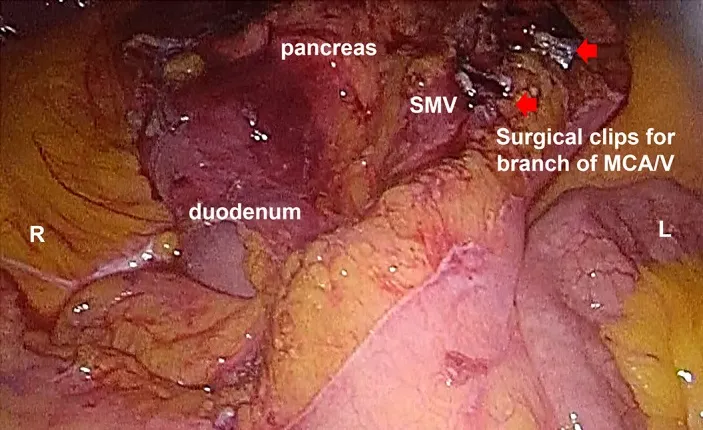 pancreas
SMV
Surgical clips for
branch of MCA/V
duodenum
R
L